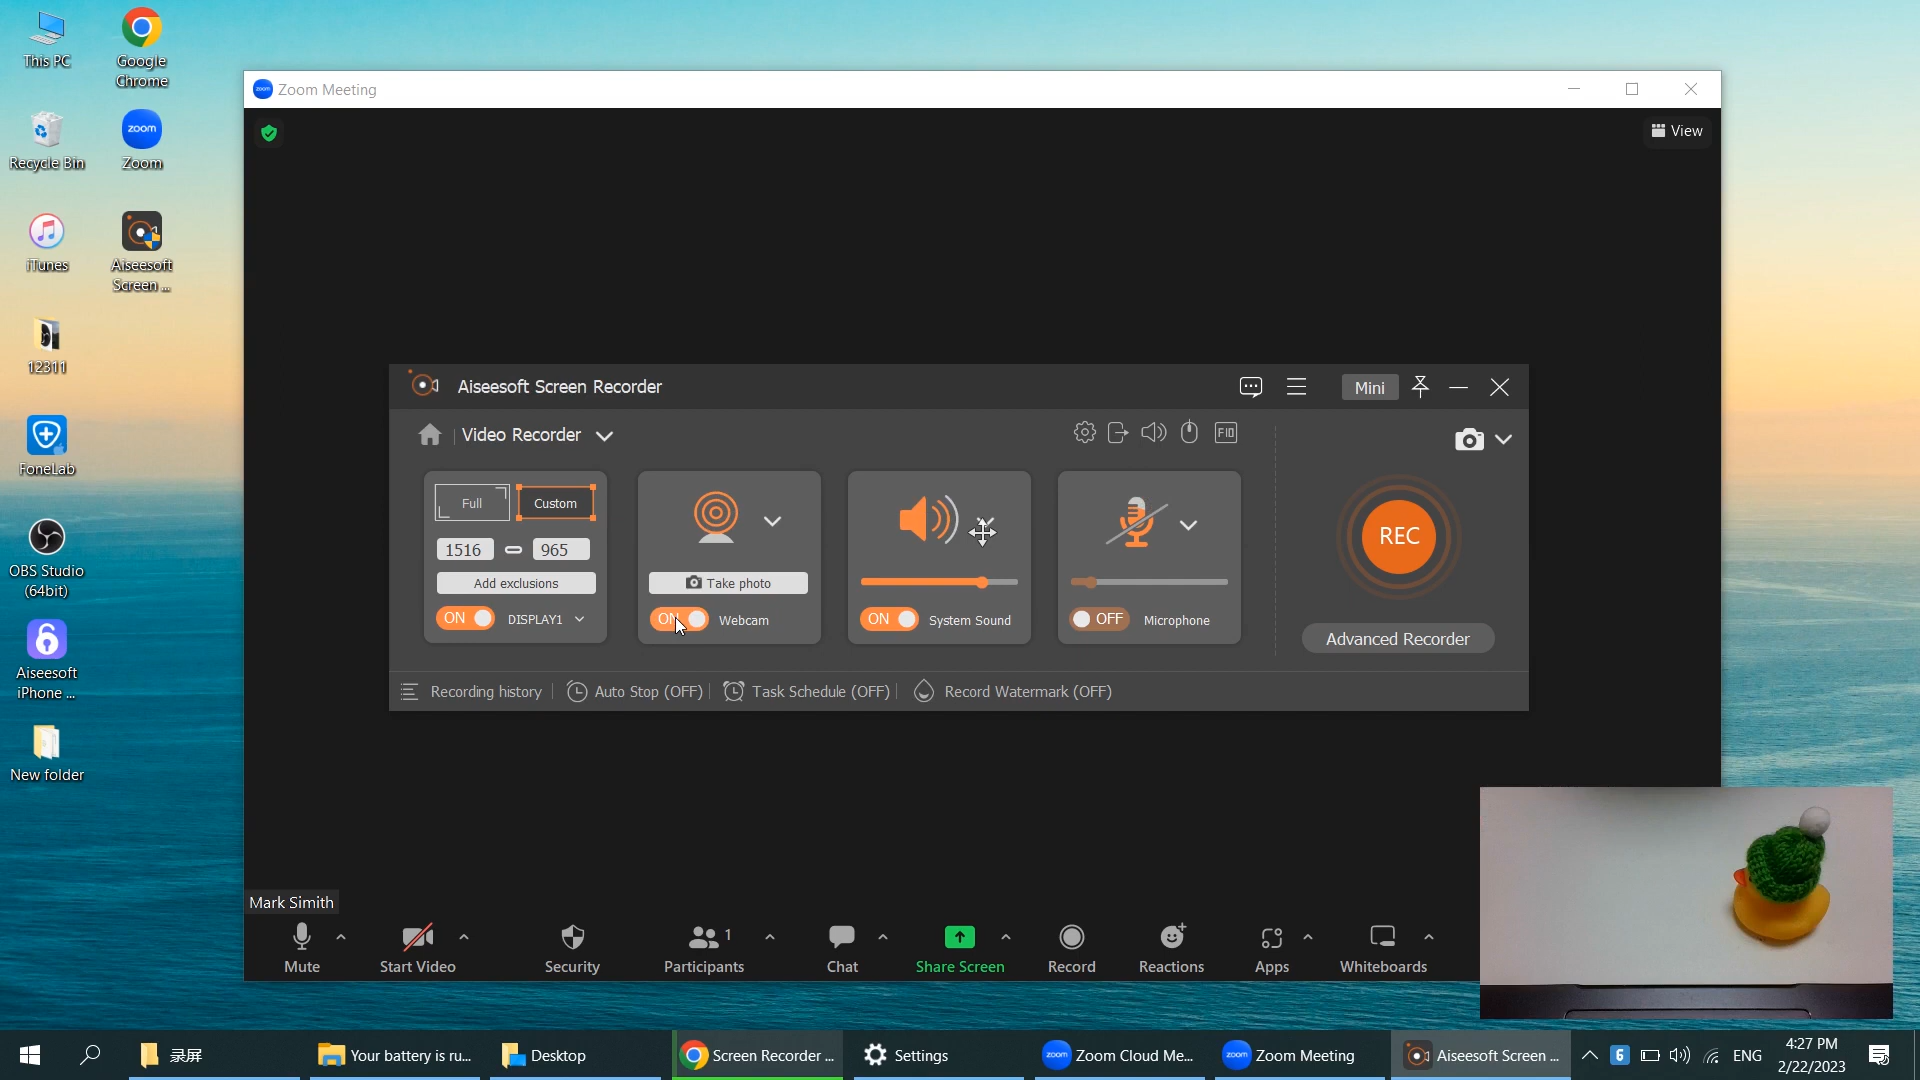 This PC
Google
Chrome
Recycle Bin
zoom
Zoom
iTunes
Aiseesoft
Screen ...
12311
FoneLab
OBS Studio
(64bit)
Aiseesoft
iPhone ...
New folder
zoom
Zoom Meeting
View
Aiseesoft Screen Recorder
Mini
Video Recorder
FIO
Full
Custom
1516
965
Add exclusions
ON
DISPLAY1
Take photo
ON
Webcam
ON
System Sound
OFF
Microphone
REC
Advanced Recorder
Recording history
Auto Stop (OFF)
Task Schedule (OFF)
Record Watermark (OFF)
Mark Simith
Mute
Start Video
Security
1
Participants
Chat
Share Screen
Record
Reactions
Apps
Whiteboards
录屏
Your battery is ru...
Desktop
Screen Recorder ...
Settings
zoom
Zoom Cloud Me...
zoom
Zoom Meeting
Aiseesoft Screen ...
ENG
4:27 PM
2/22/2023